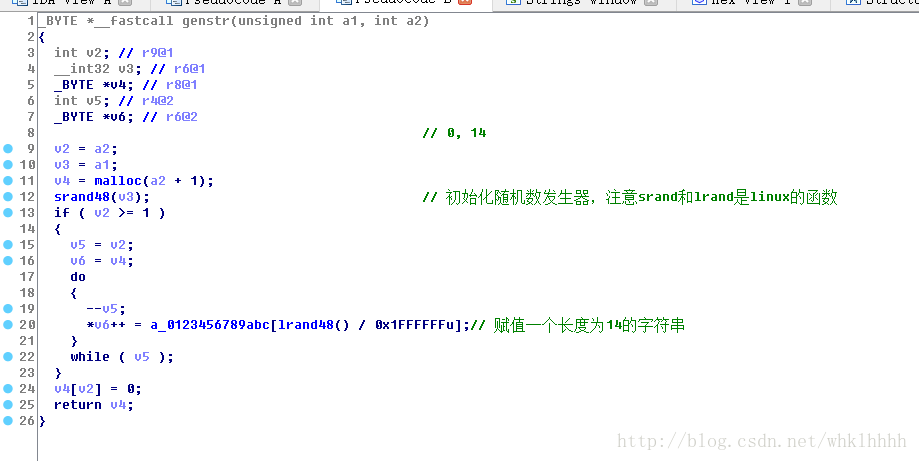 IDA View-A Pseudocode-A Pseudocode-B Strings window Hex View-1
1 _BYTE *__fastcall genstr(unsigned int a1, int a2)
2 {
3 int v2; // r9@1
4 __int32 v3; // r6@1
5 _BYTE *v4; // r8@1
6 int v5; // r4@2
7 _BYTE *v6; // r6@2
8 // 0, 14
9 v2 = a2;
10 v3 = a1;
11 v4 = malloc(a2 + 1);
12 srand48(v3); // 初始化随机数发生器，注意srand和lrand是linux的函数
13 if ( v2 >= 1 )
14 {
15 v5 = v2;
16 v6 = v4;
17 do
18 {
19 --v5;
20 *v6++ = a_0123456789abc[lrand48() / 0x1FFFFFFu];// 赋值一个长度为14的字符串
21 }
22 while ( v5 );
23 }
24 v4[v2] = 0;
25 return v4;
26 }
http://blog.csdn.net/whklhhhh